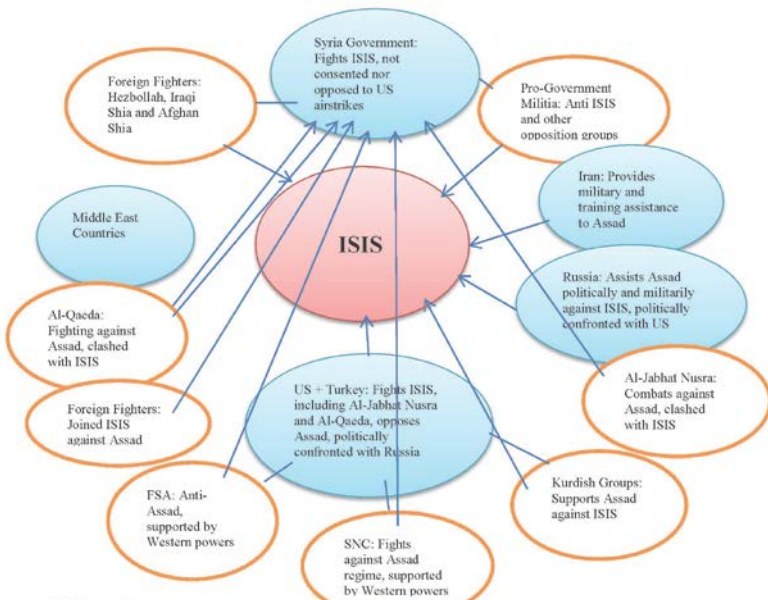 Syria Government:
Fights ISIS, not
consented nor
opposed to US
airstrikes
Foreign Fighters:
Hezbollah, Iraqi
Shia and Afghan
Shia
Pro-Government
Militia: Anti ISIS
and other
opposition groups
Iran: Provides
military and
training assistance
to Assad
Middle East
Countries
ISIS
Russia: Assists Assad
politically and militarily
against ISIS, politically
confronted with US
Al-Qaeda:
Fighting against
Assad, clashed
with ISIS
Al-Jabhat Nusra:
Combats against
Assad, clashed
with ISIS
US + Turkey: Fights ISIS,
including Al-Jabhat Nusra
and Al-Qaeda, opposes
Assad, politically
confronted with Russia
Foreign Fighters:
Joined ISIS
against Assad
Kurdish Groups:
Supports Assad
against ISIS
FSA: Anti-
Assad,
supported by
Western powers
SNC: Fights
against Assad
regime, supported
by Western powers